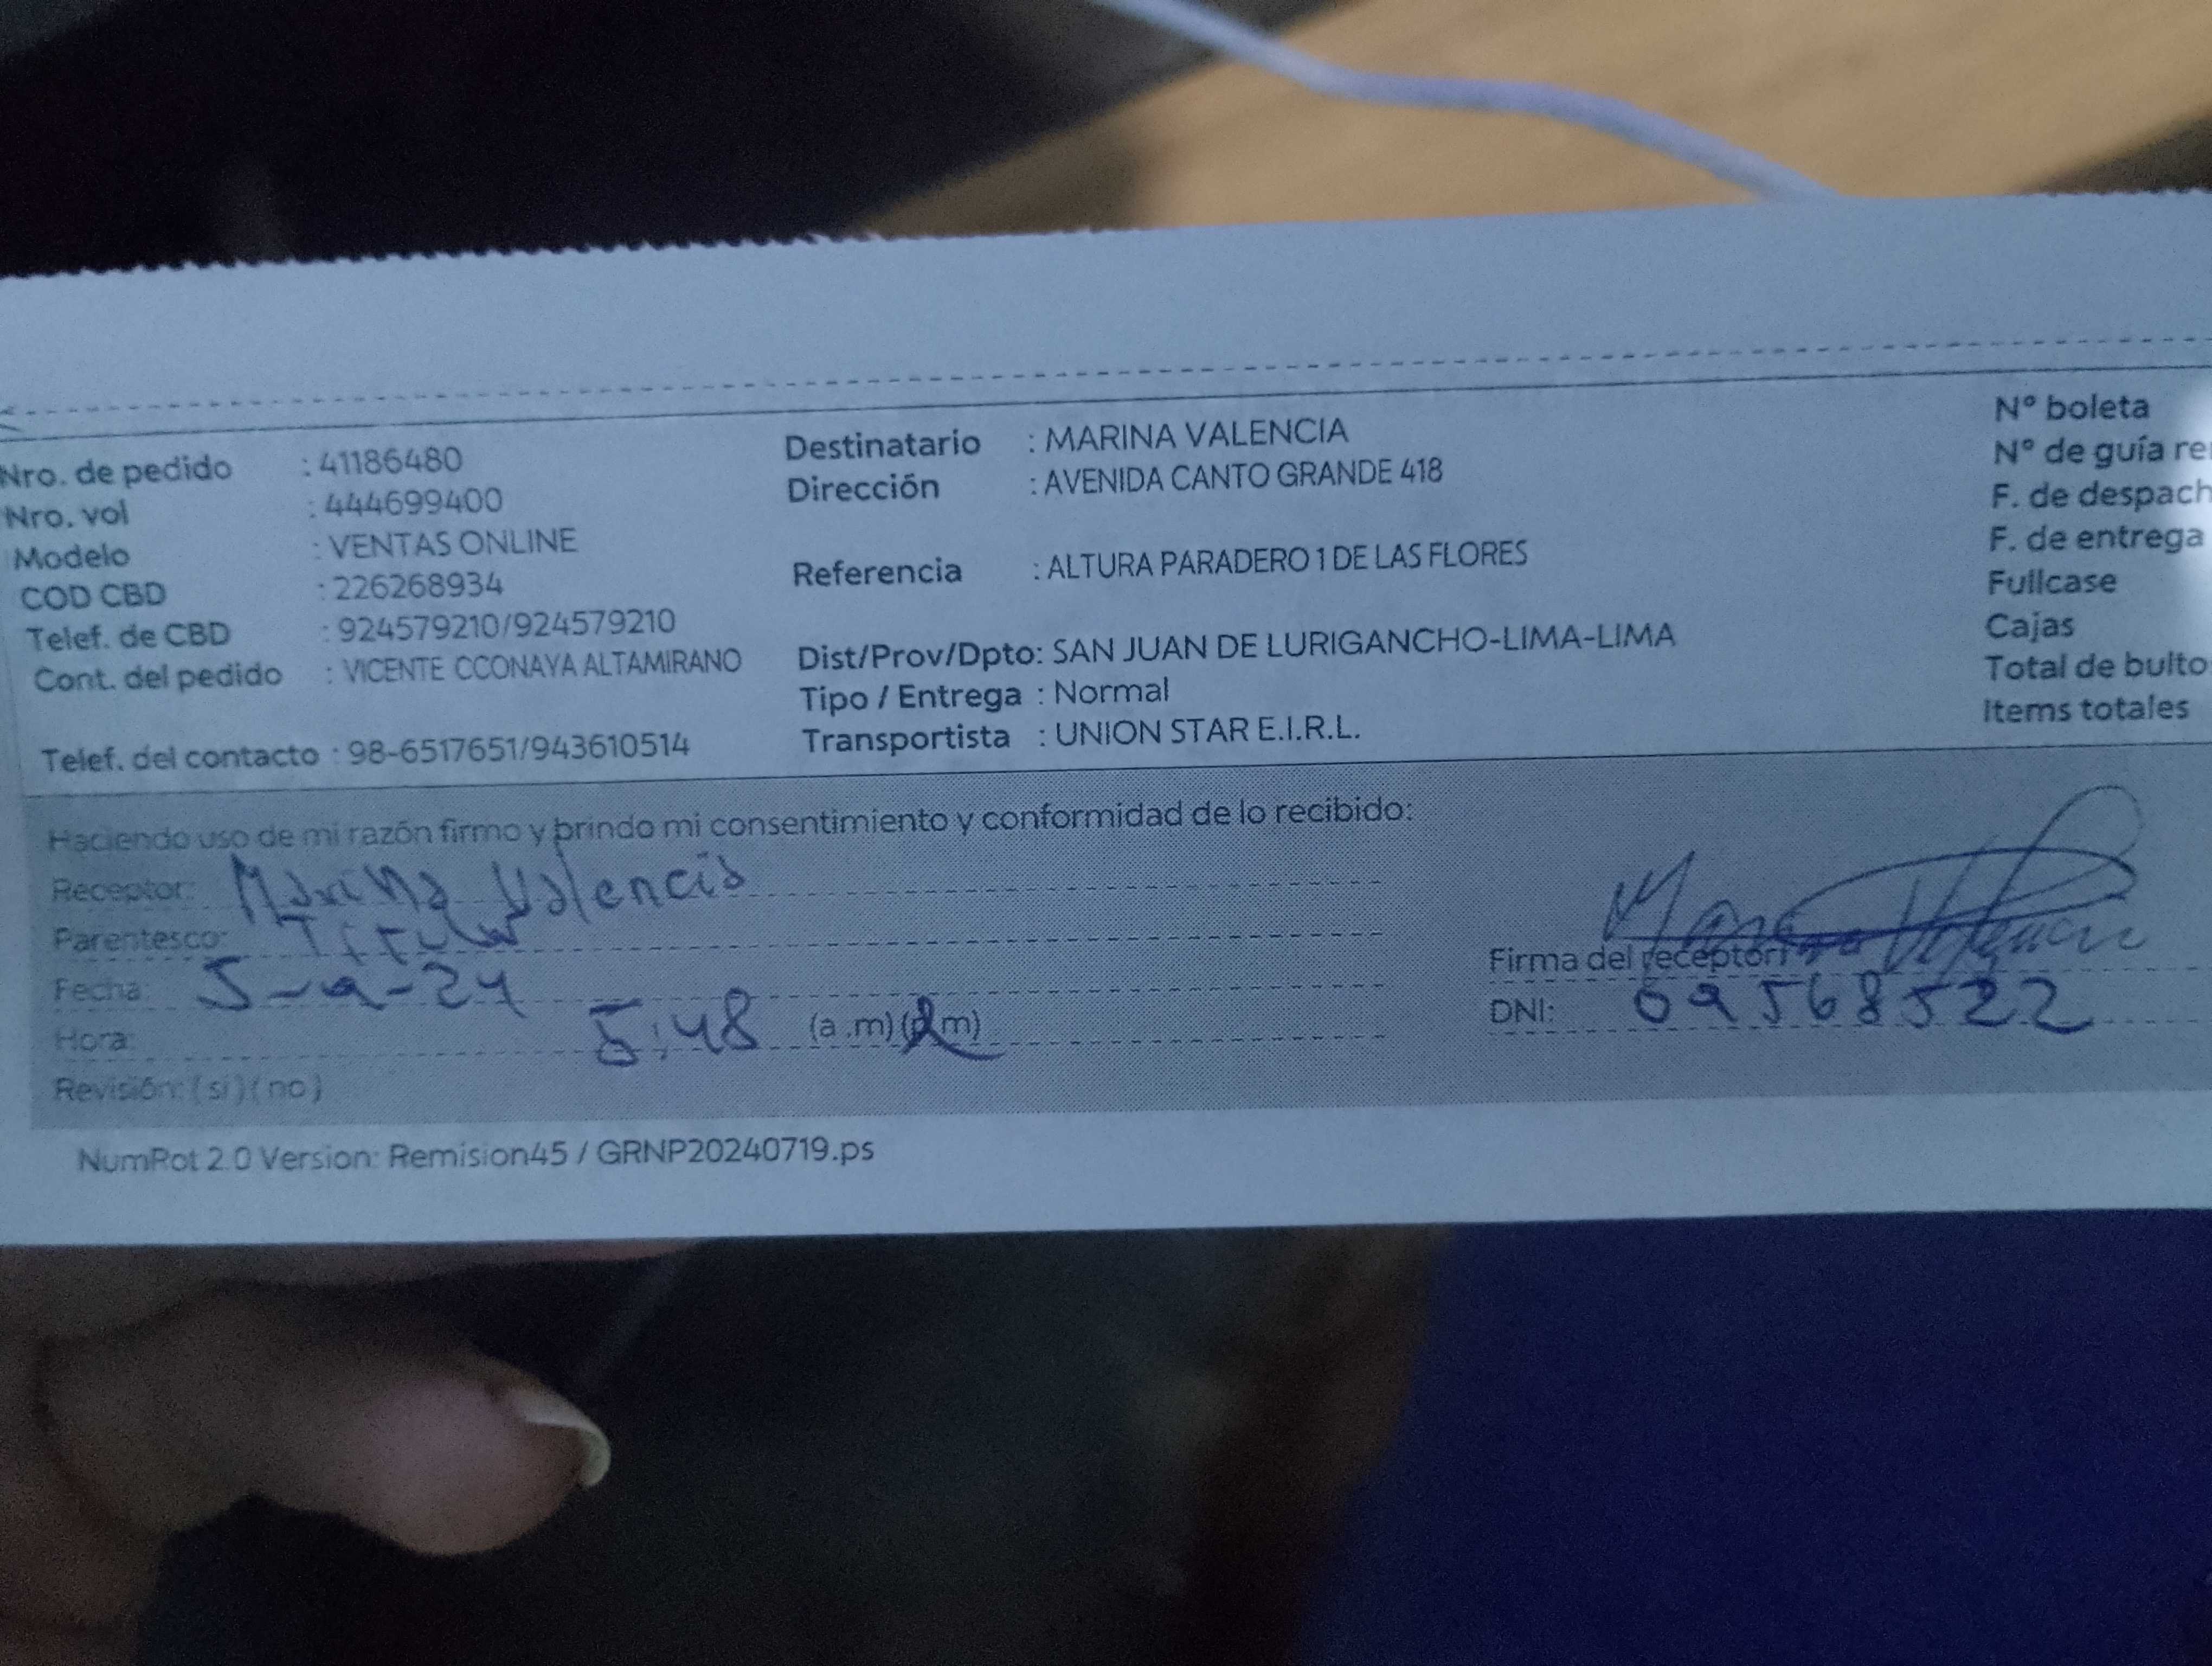 Nro. de pedido : 41186480
Nro. vol : 444699400
Modelo : VENTAS ONLINE
COD CBD : 226268934
Telef. de CBD : 924579210/924579210
Cont. del pedido : VICENTE CCONAYA ALTAMIRANO
Telef. del contacto : 98-6517651/943610514
Destinatario : MARINA VALENCIA
Dirección : AVENIDA CANTO GRANDE 418
Referencia : ALTURA PARADERO 1 DE LAS FLORES
Dist/Prov/Dpto: SAN JUAN DE LURIGANCHO-LIMA-LIMA
Tipo / Entrega : Normal
Transportista : UNION STAR E.I.R.L.
N° boleta
N° de guía re
F. de despach
F. de entrega
Fullcase
Cajas
Total de bulto
Items totales
Haciendo uso de mi razón firmo y brindo mi consentimiento y conformidad de lo recibido:
Receptor: Marina Valencia
Parentesco: Titular
Fecha: 5-9-24
Hora: 5:48 (a.m) (p.m)
Revisión: (si) (no)
Firma del receptor: Marina Valencia
DNI: 09568522
NumRot 2.0 Version: Remision45 / GRNP20240719.ps